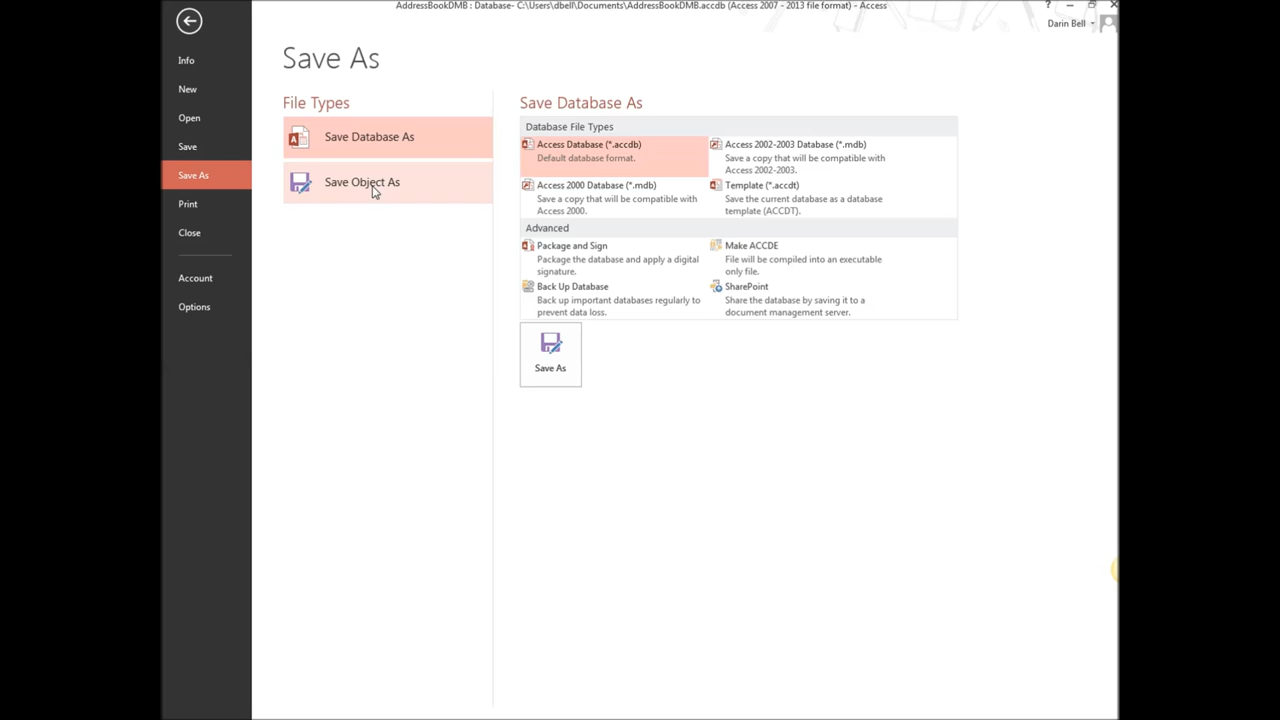 AddressBookDMB : Database- C:\Users\dbell\Documents\AddressBookDMB.accdb (Access 2007 - 2013 file format) - Access
?
Darin Bell
Info
New
Open
Save
Save As
Print
Close
Account
Options
Save As
File Types
Save Database As
Save Object As
Save Database As
Database File Types
Access Database (*.accdb)
Default database format.
Access 2002-2003 Database (*.mdb)
Save a copy that will be compatible with
Access 2002-2003.
Access 2000 Database (*.mdb)
Save a copy that will be compatible with
Access 2000.
Template (*.accdt)
Save the current database as a database
template (ACCDT).
Advanced
Package and Sign
Package the database and apply a digital
signature.
Make ACCDE
File will be compiled into an executable
only file.
Back Up Database
Back up important databases regularly to
prevent data loss.
SharePoint
Share the database by saving it to a
document management server.
Save As